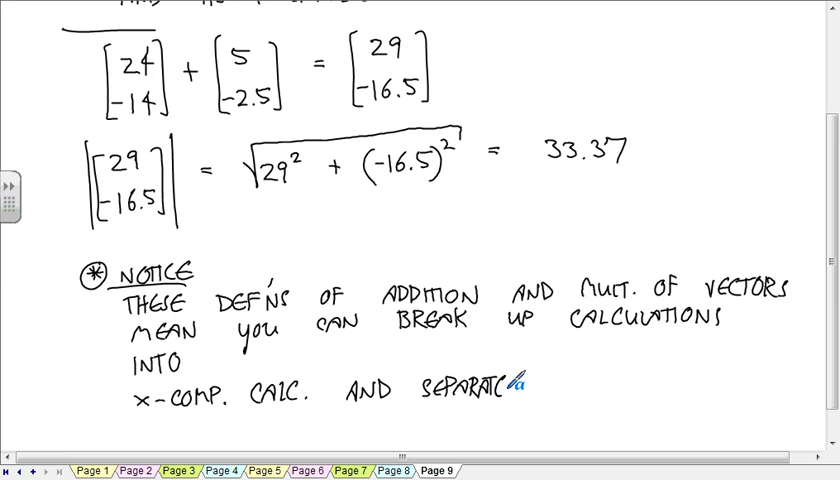 [24 -14] + [5 -2.5] = [29 -16.5]
|[29 -16.5]| = √29² + (-16.5)² = 33.37
* NOTICE
THESE DEF'NS OF ADDITION AND MULT. OF VECTORS
MEAN YOU CAN BREAK UP CALCULATIONS
INTO
x-COMP. CALC. AND SEPARATE
Page 1 Page 2 Page 3 Page 4 Page 5 Page 6 Page 7 Page 8 Page 9